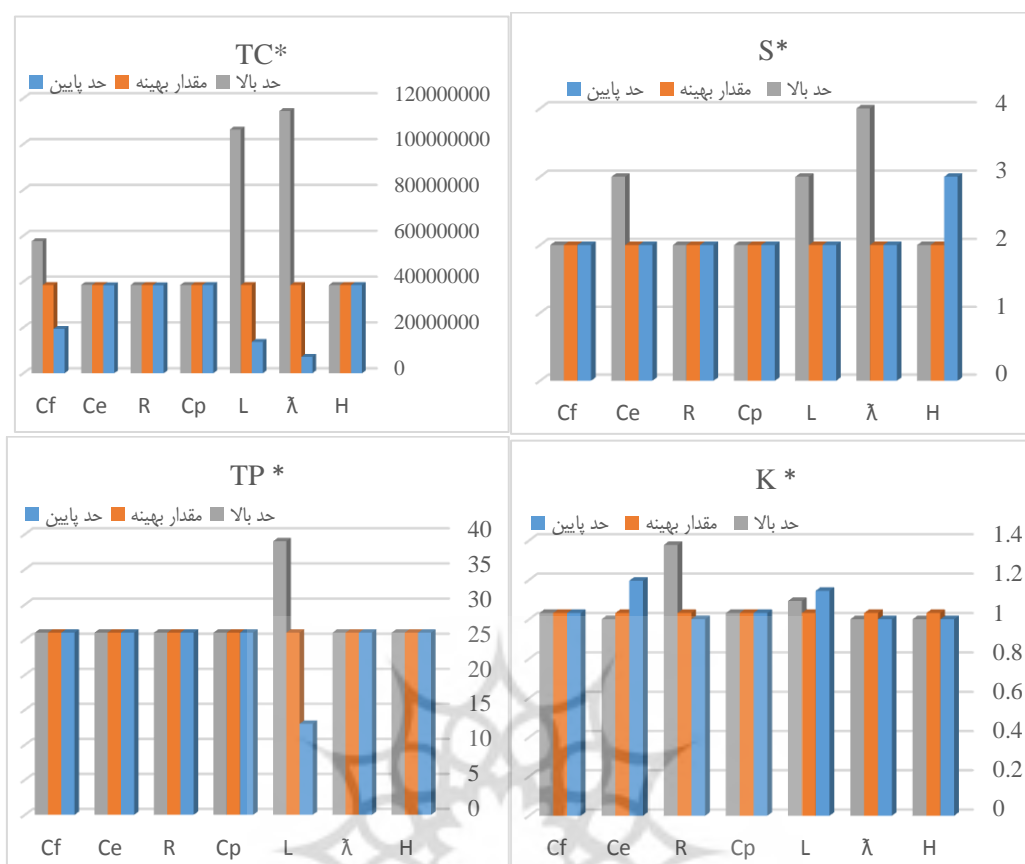 TC*
حد پایین مقدار بهینه حد بالا
120000000
100000000
80000000
60000000
40000000
20000000
0
Cf Ce R Cp L ƛ H
S*
حد پایین مقدار بهینه حد بالا
4
3
2
1
0
Cf Ce R Cp L ƛ H
TP *
حد پایین مقدار بهینه حد بالا
40
35
30
25
20
15
10
5
0
Cf Ce R Cp L ƛ H
K *
حد پایین مقدار بهینه حد بالا
1.4
1.2
1
0.8
0.6
0.4
0.2
0
Cf Ce R Cp L ƛ H